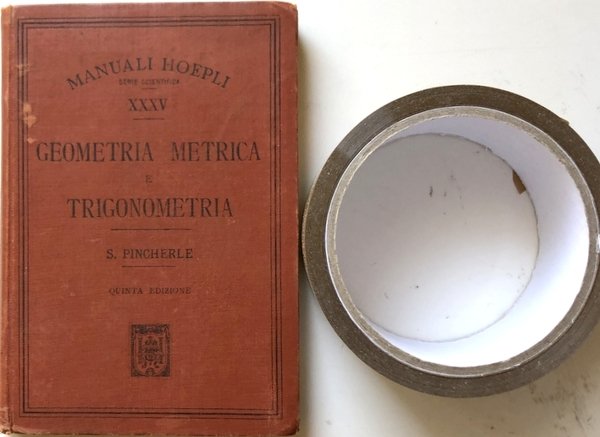 MANUALI HOEPLI
SERIE SCIENTIFICA
XXXV
GEOMETRIA METRICA
E
TRIGONOMETRIA
S. PINCHERLE
QUINTA EDIZIONE